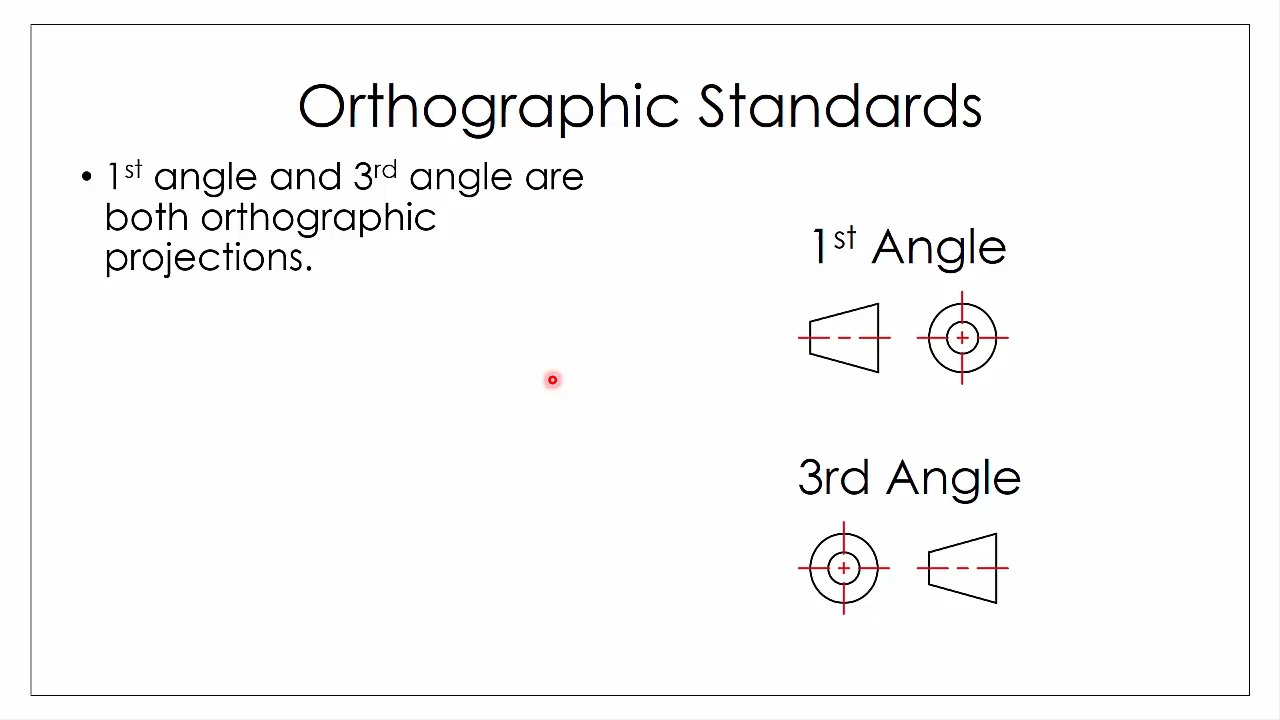 Orthographic Standards
• 1st angle and 3rd angle are
both orthographic
projections.
1st Angle
3rd Angle